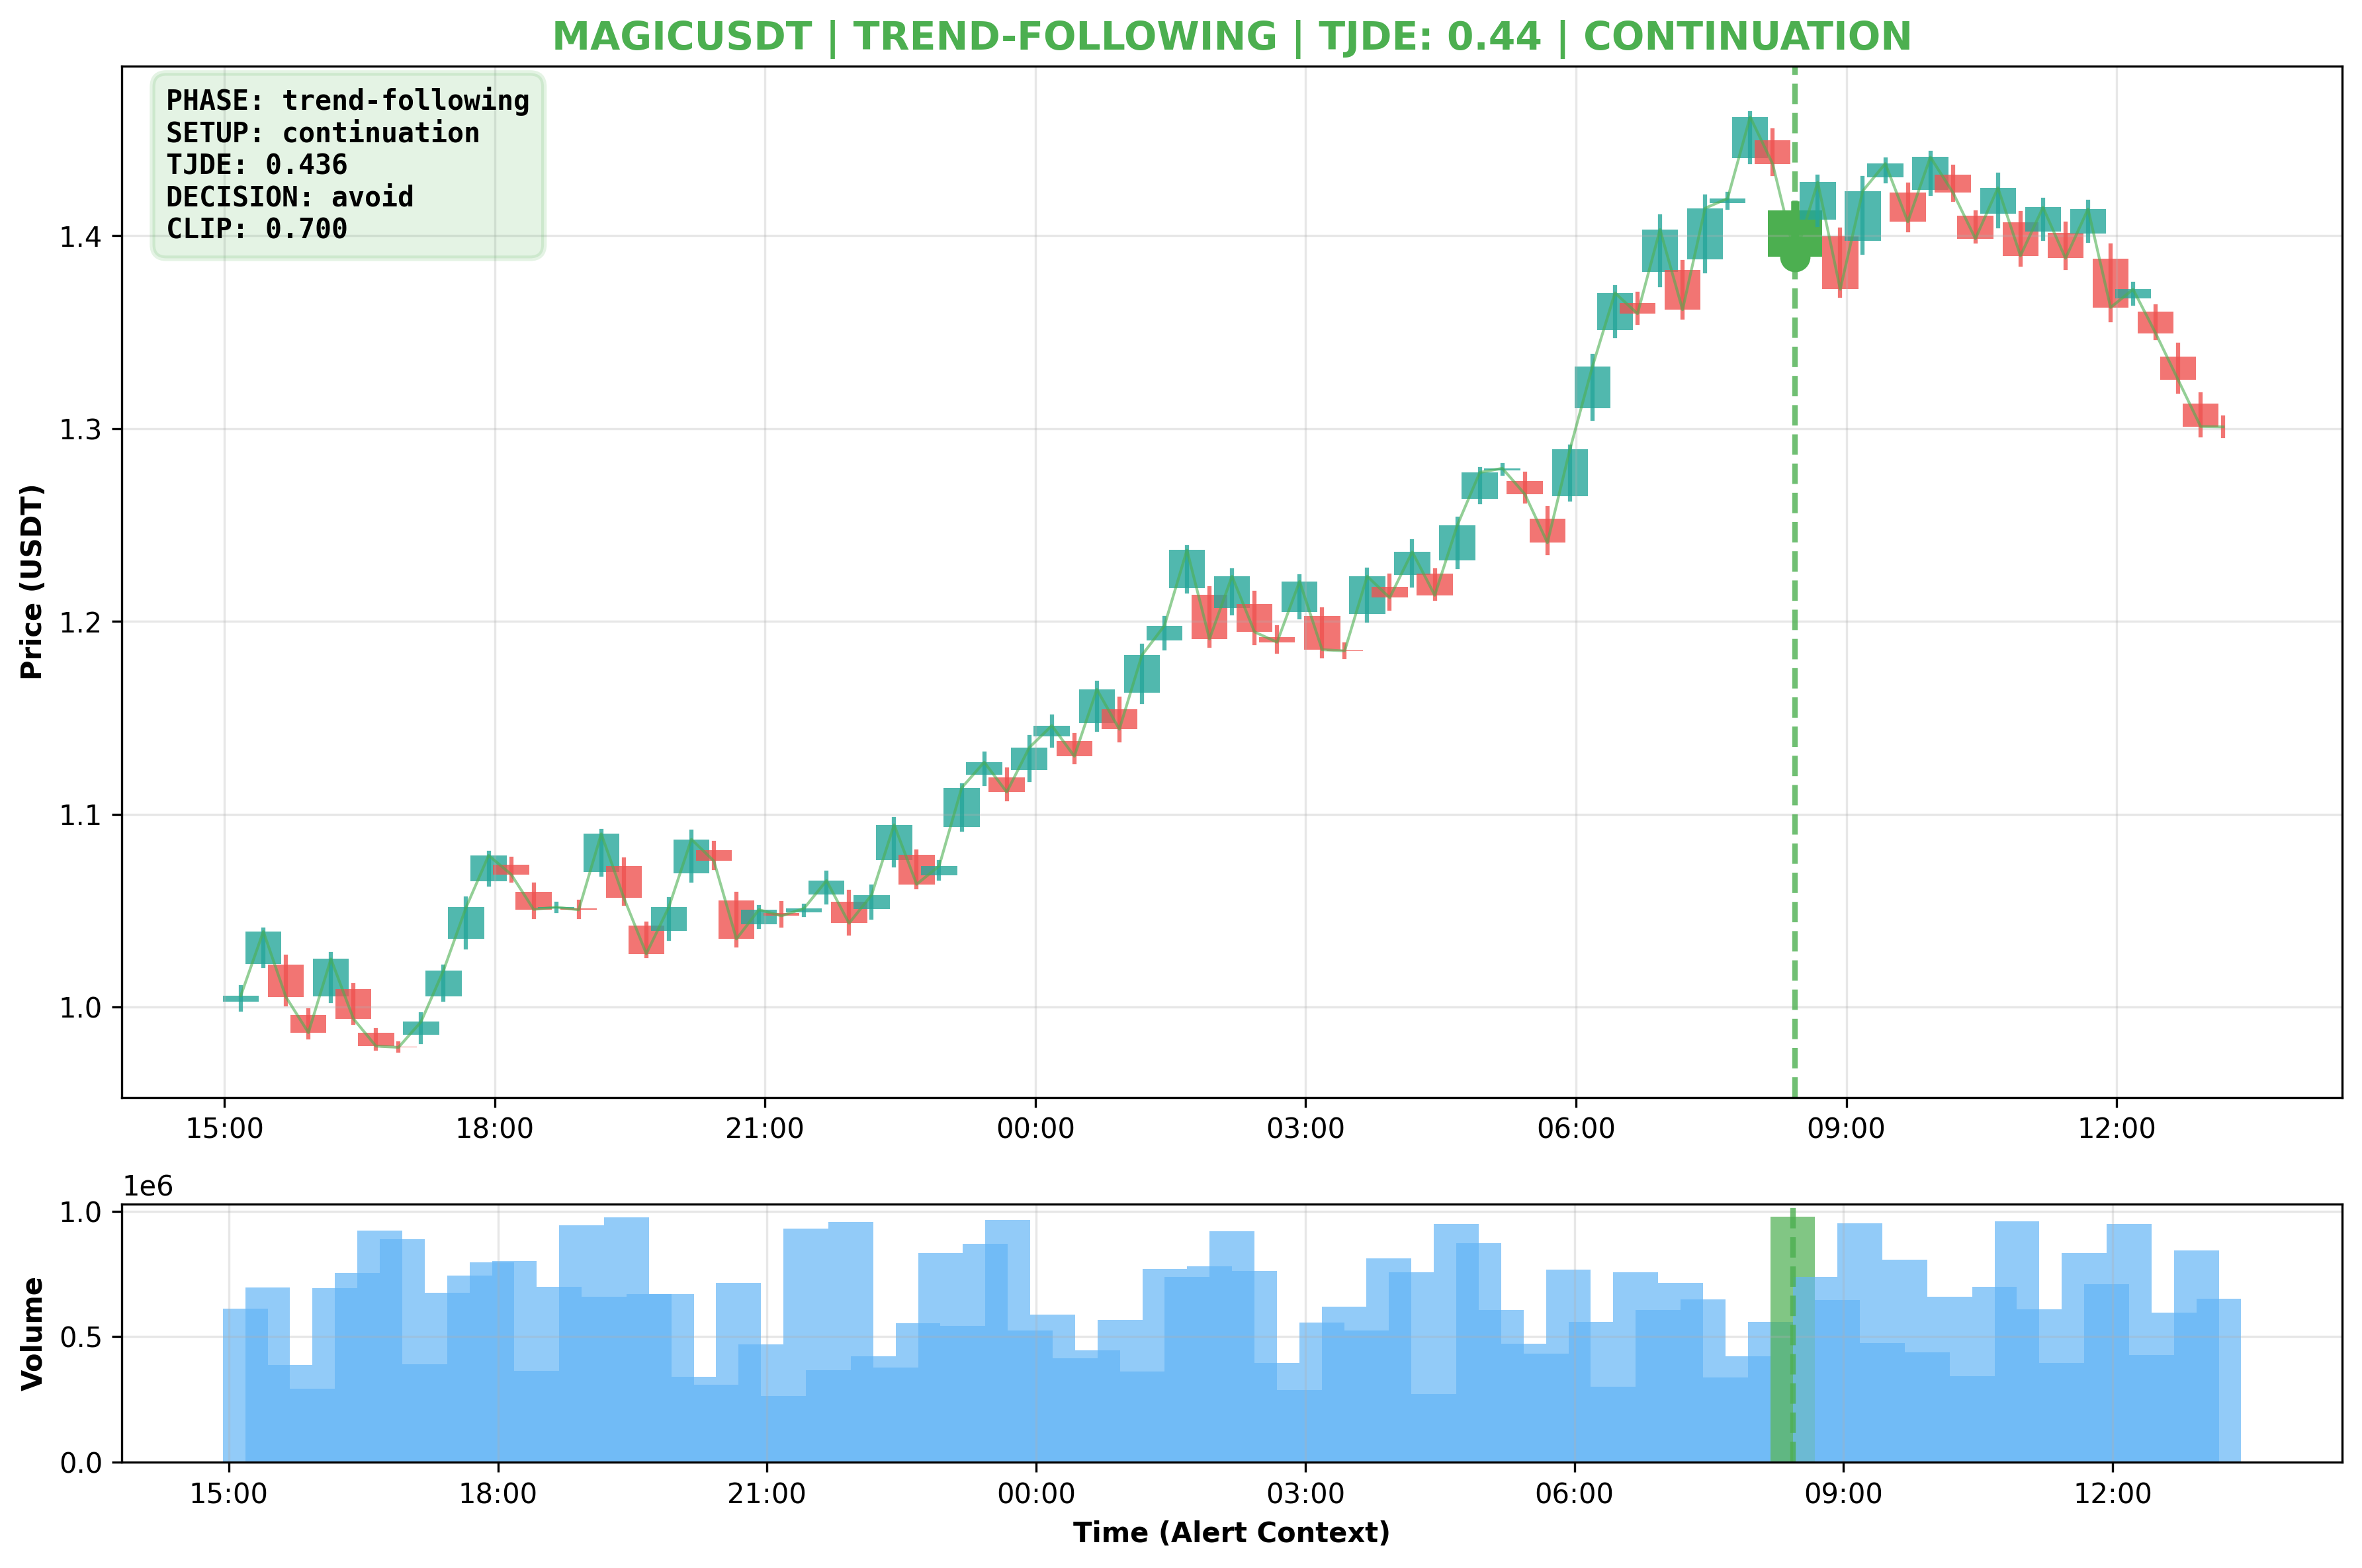 MAGICUSDT | TREND-FOLLOWING | TJDE: 0.44 | CONTINUATION
PHASE: trend-following
SETUP: continuation
TJDE: 0.436
DECISION: avoid
CLIP: 0.700
Price (USDT)
1.4
1.3
1.2
1.1
1.0
15:00 18:00 21:00 00:00 03:00 06:00 09:00 12:00
1e6
Volume
1.0
0.5
0.0
15:00 18:00 21:00 00:00 03:00 06:00 09:00 12:00
Time (Alert Context)